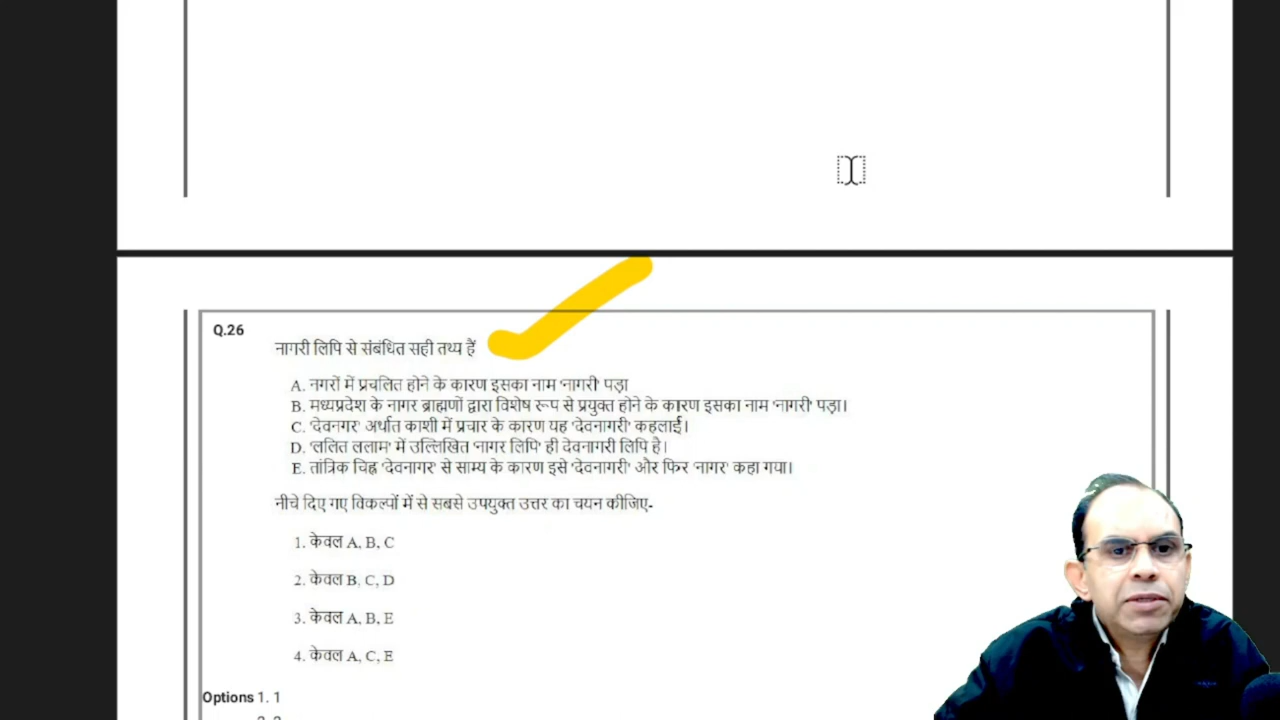 Q.26
नागरी लिपि से संबंधित सही तथ्य हैं
A. नगरों में प्रचलित होने के कारण इसका नाम 'नागरी' पड़ा
B. मध्यप्रदेश के नागर ब्राह्मणों द्वारा विशेष रूप से प्रयुक्त होने के कारण इसका नाम 'नागरी' पड़ा।
C. 'देवनगर' अर्थात काशी में प्रचार के कारण यह 'देवनागरी' कहलाई।
D. 'ललित ललाम' में उल्लिखित 'नागर लिपि' ही देवनागरी लिपि है।
E. तांत्रिक चिह्न 'देवनागर' से साम्य के कारण इसे 'देवनागरी' और फिर 'नागर' कहा गया।
नीचे दिए गए विकल्पों में से सबसे उपयुक्त उत्तर का चयन कीजिए-
1. केवल A, B, C
2. केवल B, C, D
3. केवल A, B, E
4. केवल A, C, E
Options 1. 1